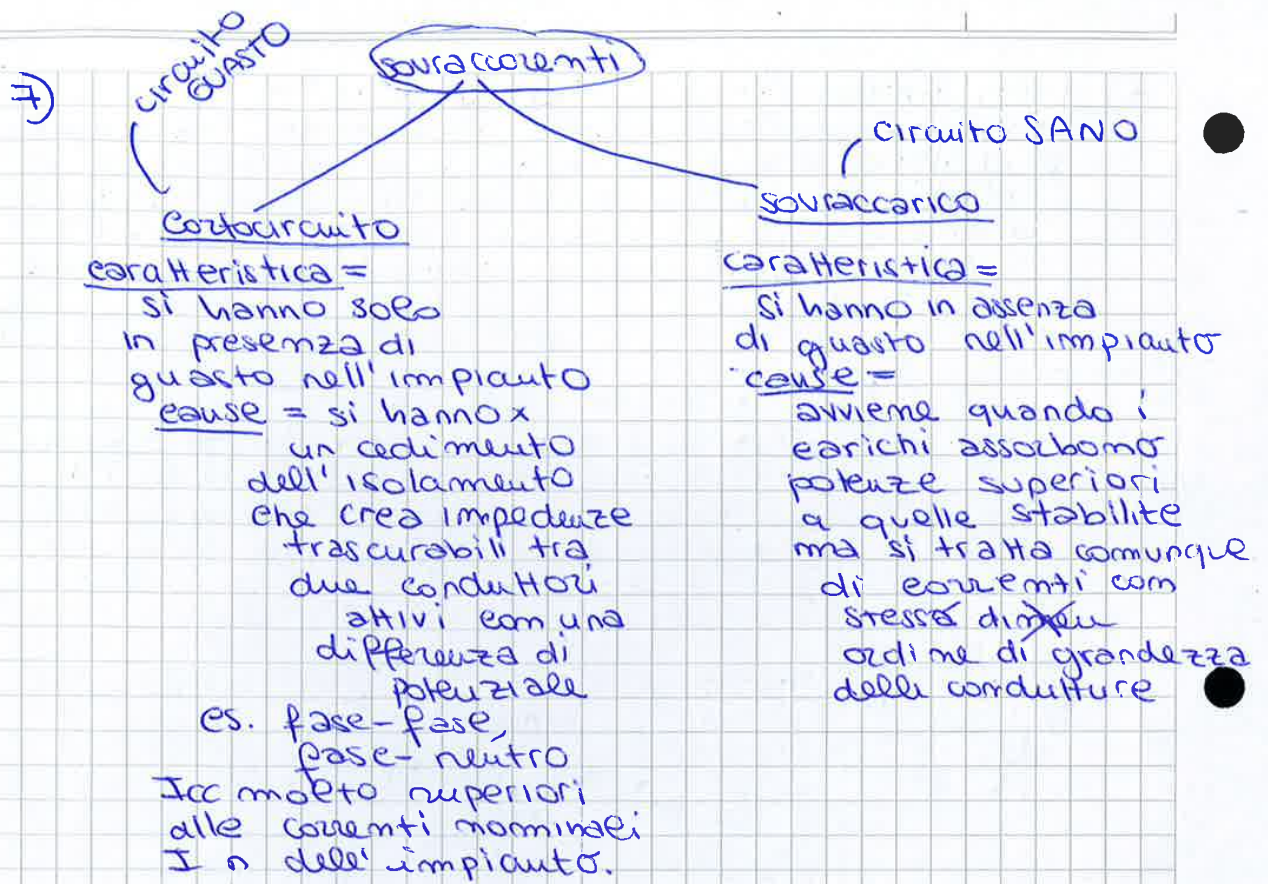 7)
circuito
GUASTO
sovraccorenti
circuito SANO
Cortocircuito
caratteristica =
si hanno solo
in presenza di
guasto nell'impianto
cause = si hanno x
un cedimento
dell'isolamento
che crea impedenze
trascurabili tra
due conduttori
attivi con una
differenza di
potenziale
es. fase-fase,
fase-neutro
Icc molto superiori
alle correnti nominali
In dell'impianto.
sovraccarico
caratteristica =
si hanno in assenza
di guasto nell'impianto
cause =
avviene quando i
carichi assorbono
potenze superiori
a quelle stabilite
ma si tratta comunque
di correnti con
stesso
ordine di grandezza
delle condutture